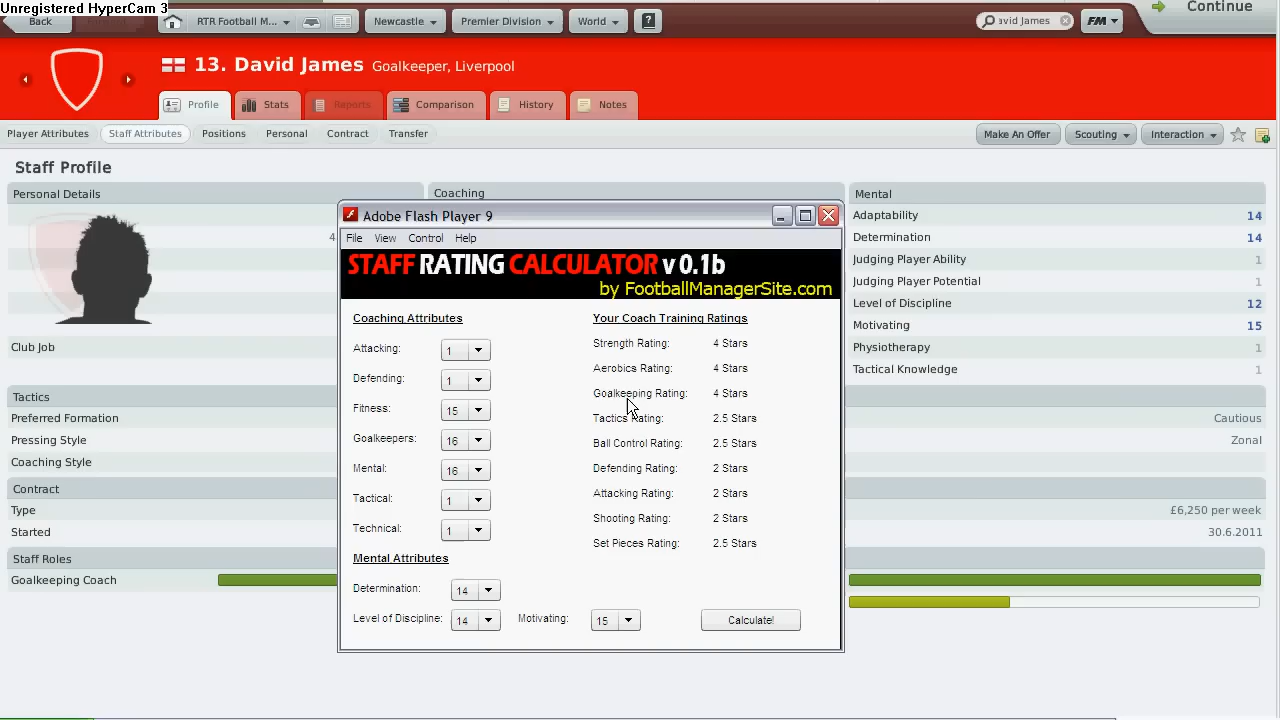 Unregistered HyperCam 3
Back
RTR Football M...
Newcastle
Premier Division
World
avid James
FM
Continue
13. David James Goalkeeper, Liverpool
Profile
Stats
Reports
Comparison
History
Notes
Player Attributes
Staff Attributes
Positions
Personal
Contract
Transfer
Make An Offer
Scouting
Interaction
Staff Profile
Personal Details
4
Club Job
Tactics
Preferred Formation
Pressing Style
Coaching Style
Contract
Type
Started
Staff Roles
Goalkeeping Coach
Coaching
Adobe Flash Player 9
File View Control Help
STAFF RATING CALCULATOR v 0.1b
by FootballManagerSite.com
Coaching Attributes
Attacking: 1
Defending: 1
Fitness: 15
Goalkeepers: 16
Mental: 16
Tactical: 1
Technical: 1
Mental Attributes
Determination: 14
Level of Discipline: 14
Motivating: 15
Calculate!
Your Coach Training Ratings
Strength Rating: 4 Stars
Aerobics Rating: 4 Stars
Goalkeeping Rating: 4 Stars
Tactics Rating: 2.5 Stars
Ball Control Rating: 2.5 Stars
Defending Rating: 2 Stars
Attacking Rating: 2 Stars
Shooting Rating: 2 Stars
Set Pieces Rating: 2.5 Stars
Mental
Adaptability 14
Determination 14
Judging Player Ability 1
Judging Player Potential 1
Level of Discipline 12
Motivating 15
Physiotherapy 1
Tactical Knowledge 1
Cautious
Zonal
£6,250 per week
30.6.2011